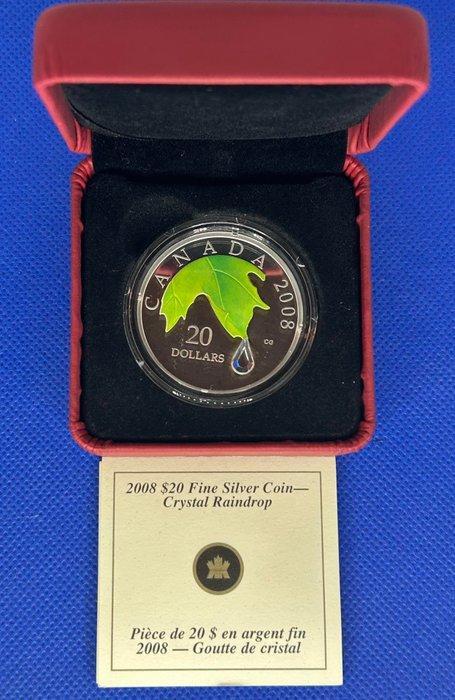 CANADA 2008
20
DOLLARS
CG
2008 $20 Fine Silver Coin—
Crystal Raindrop
Pièce de 20 $ en argent fin
2008 — Goutte de cristal